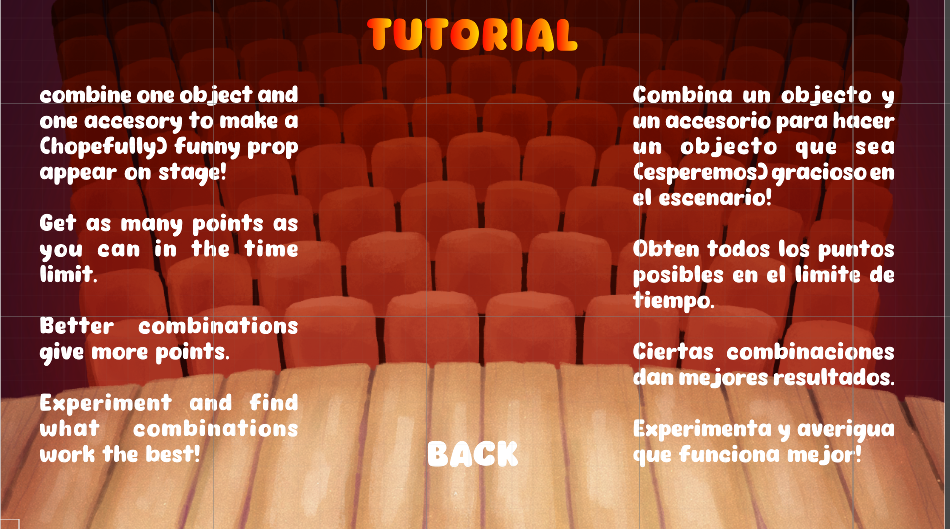 TUTORIAL
combine one object and
one accesory to make a
(hopefully) funny prop
appear on stage!
Get as many points as
you can in the time
limit.
Better combinations
give more points.
Experiment and find
what combinations
work the best!
Combina un objecto y
un accesorio para hacer
un objecto que sea
(esperemos) gracioso en
el escenario!
Obten todos los puntos
posibles en el limite de
tiempo.
Ciertas combinaciones
dan mejores resultados.
Experimenta y averigua
que funciona mejor!
BACK